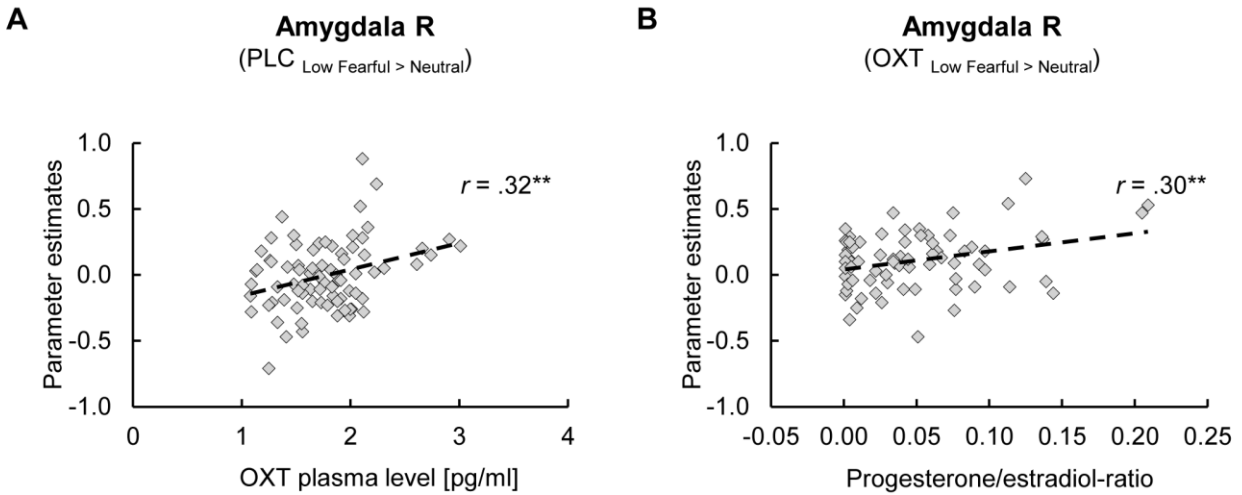 A
Amygdala R
(PLC Low Fearful > Neutral)
r = .32**
Parameter estimates
1.0
0.5
0.0
-0.5
-1.0
0
1
2
3
4
OXT plasma level [pg/ml]
B
Amygdala R
(OXT Low Fearful > Neutral)
r = .30**
Parameter estimates
1.0
0.5
0.0
-0.5
-1.0
-0.05
0.00
0.05
0.10
0.15
0.20
0.25
Progesterone/estradiol-ratio